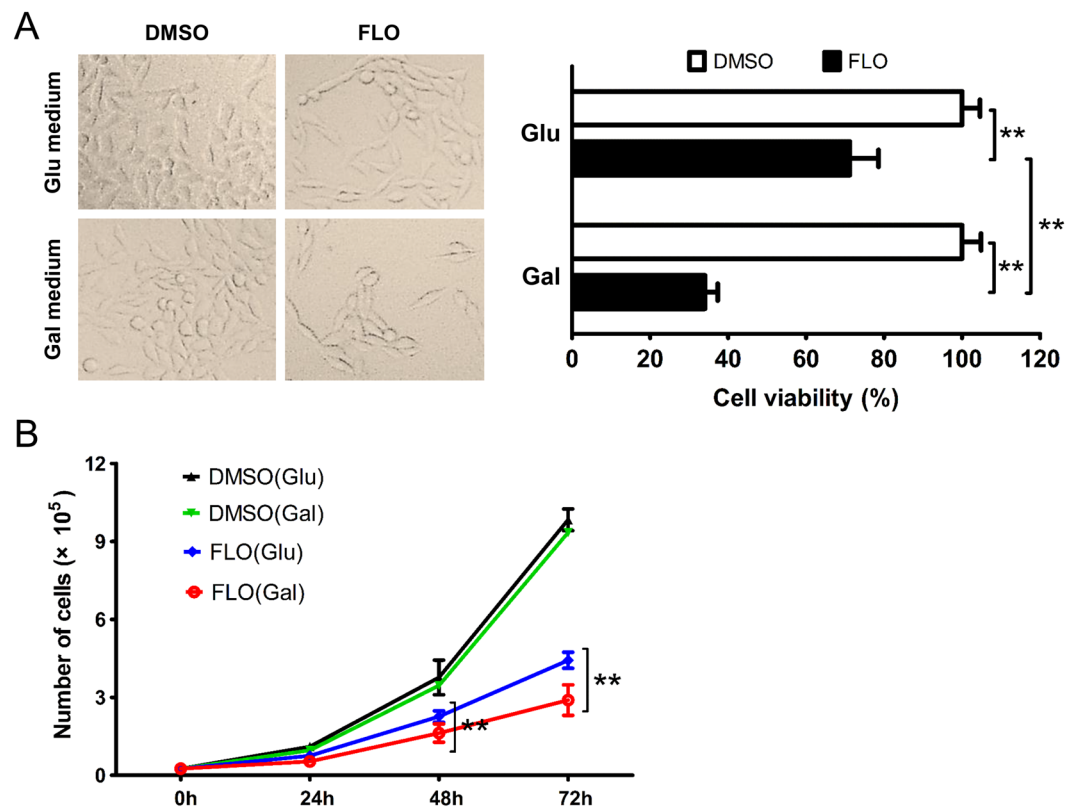 A
DMSO FLO
Glu medium
Gal medium
DMSO FLO
Glu
**
**
Gal
**
0 20 40 60 80 100 120
Cell viability (%)
B
Number of cells (× 10⁵)
12
9
6
3
0
DMSO(Glu)
DMSO(Gal)
FLO(Glu)
FLO(Gal)
**
**
0h 24h 48h 72h